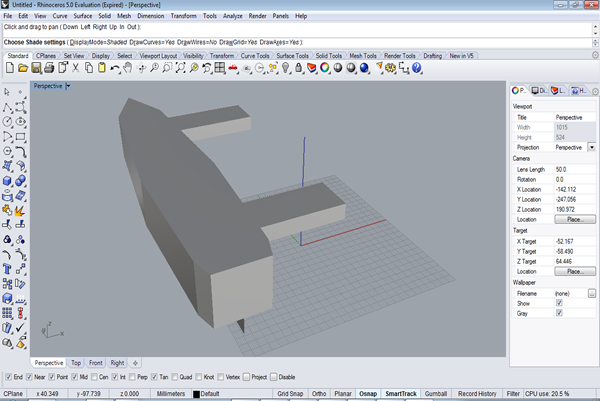 Untitled - Rhinoceros 5.0 Evaluation (Expired) - [Perspective]
File Edit View Curve Surface Solid Mesh Dimension Transform Tools Analyze Render Panels Help
Click and drag to pan ( Down Left Right Up In Out ):
Choose Shade settings ( DisplayMode=Shaded DrawCurves=Yes DrawWires=No DrawGrid=Yes DrawAxes=Yes ):
Standard CPlanes Set View Display Select Viewport Layout Visibility Transform Curve Tools Surface Tools Solid Tools Mesh Tools Render Tools Drafting New in V5
Perspective
P... Di... L... H...
Viewport
Title Perspective
Width 1015
Height 524
Projection Perspective
Camera
Lens Length 50.0
Rotation 0.0
X Location -142.112
Y Location -247.056
Z Location 190.972
Location Place...
Target
X Target -52.167
Y Target -58.490
Z Target 64.446
Location Place...
Wallpaper
Filename (none) ...
Show
Gray
z
y
x
Perspective Top Front Right
End Near Point Mid Cen Int Perp Tan Quad Knot Vertex Project Disable
CPlane x 40.349 y -97.739 z 0.000 Millimeters Default Grid Snap Ortho Planar Osnap SmartTrack Gumball Record History Filter CPU use: 20.5 %